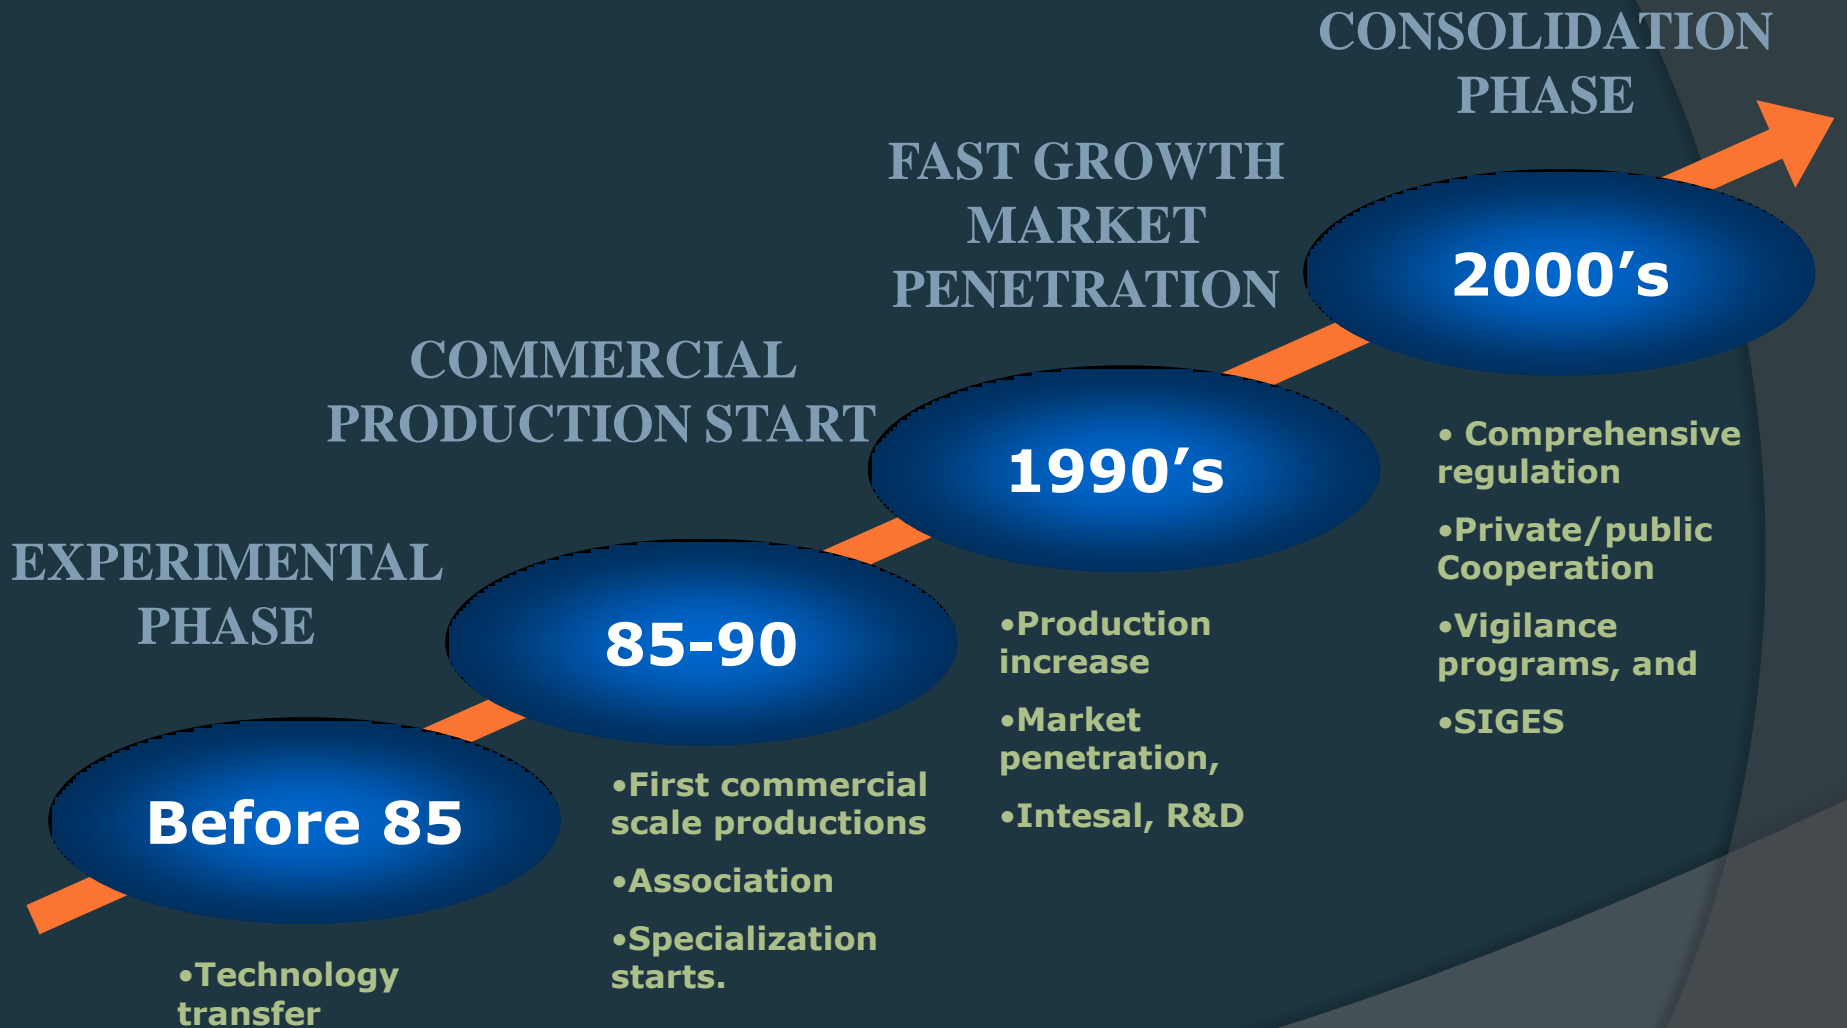 CONSOLIDATION
PHASE
FAST GROWTH
MARKET
PENETRATION
2000’s
COMMERCIAL
PRODUCTION START
1990’s
• Comprehensive
regulation
•Private/public
Cooperation
•Vigilance
programs, and
•SIGES
EXPERIMENTAL
PHASE
85-90
•Production
increase
•Market
penetration,
•Intesal, R&D
Before 85
•First commercial
scale productions
•Association
•Specialization
starts.
•Technology
transfer